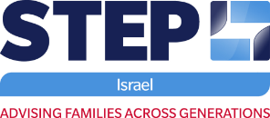 STEP
Israel
ADVISING FAMILIES ACROSS GENERATIONS